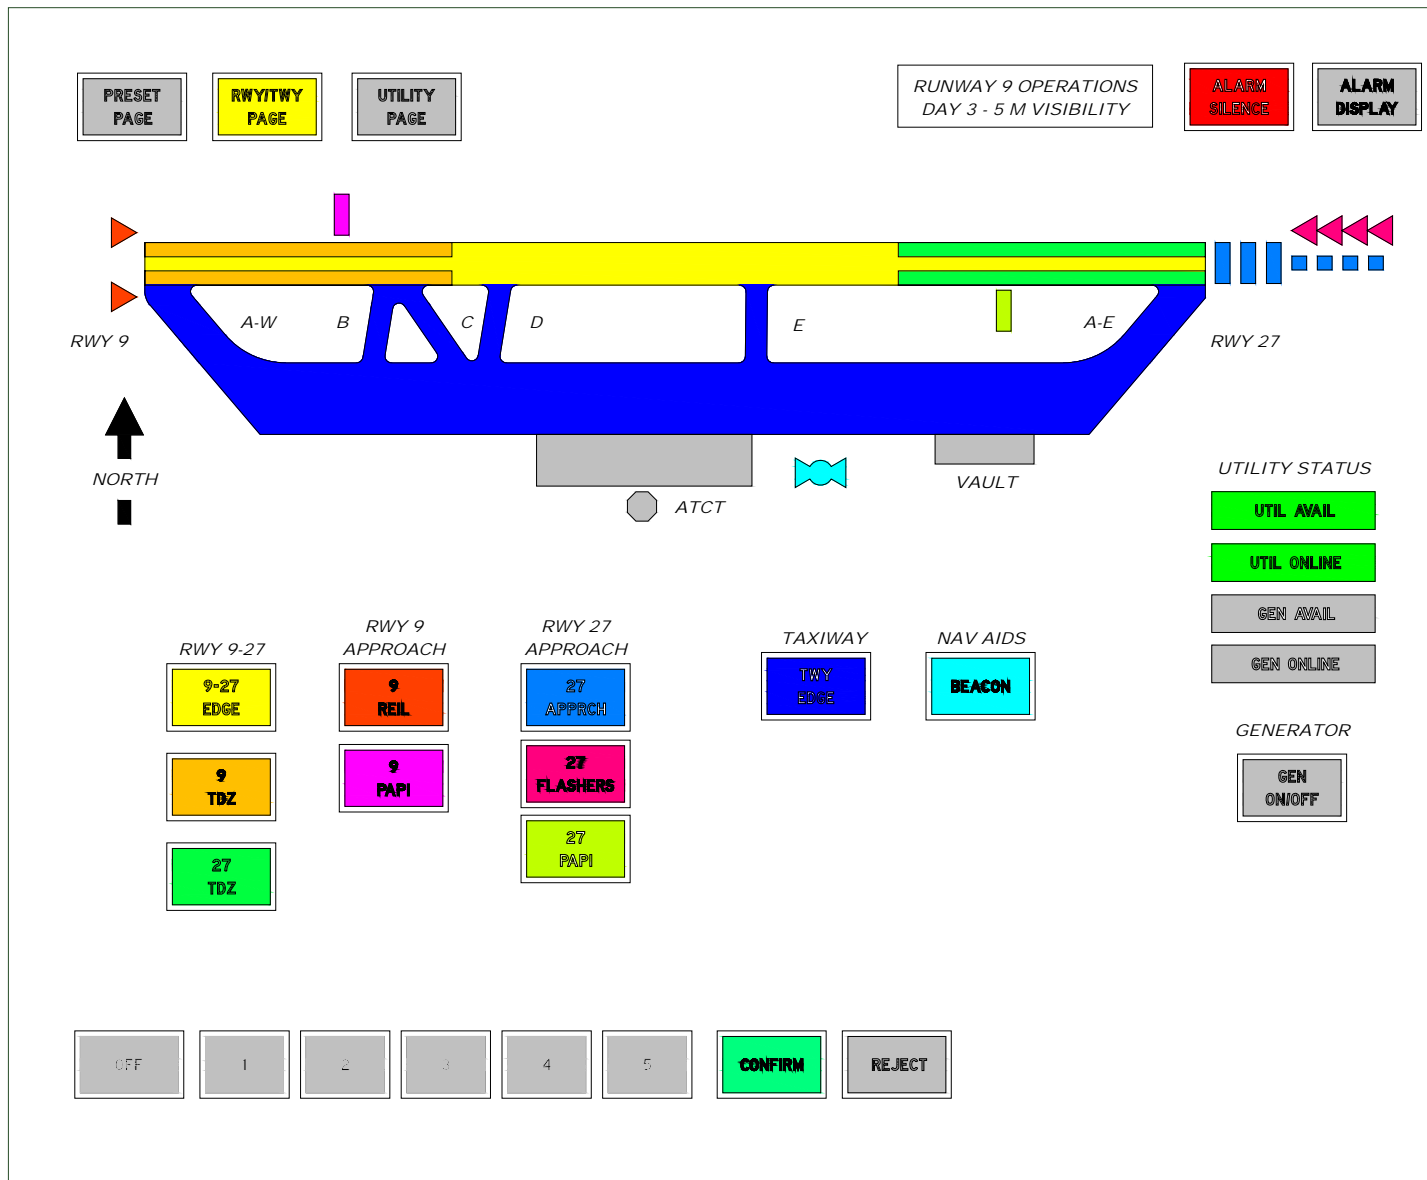 PRESET
PAGE
RWY/TWY
PAGE
UTILITY
PAGE
RUNWAY 9 OPERATIONS
DAY 3 - 5 M VISIBILITY
ALARM
SILENCE
ALARM
DISPLAY
A-W
B
C
D
E
A-E
RWY 9
RWY 27
NORTH
ATCT
VAULT
UTILITY STATUS
UTIL AVAIL
UTIL ONLINE
GEN AVAIL
GEN ONLINE
GENERATOR
GEN
ON/OFF
RWY 9-27
9-27
EDGE
9
TDZ
27
TDZ
RWY 9
APPROACH
9
REIL
9
PAPI
RWY 27
APPROACH
27
APPRCH
27
FLASHERS
27
PAPI
TAXIWAY
TWY
EDGE
NAV AIDS
BEACON
OFF
1
2
3
4
5
CONFIRM
REJECT